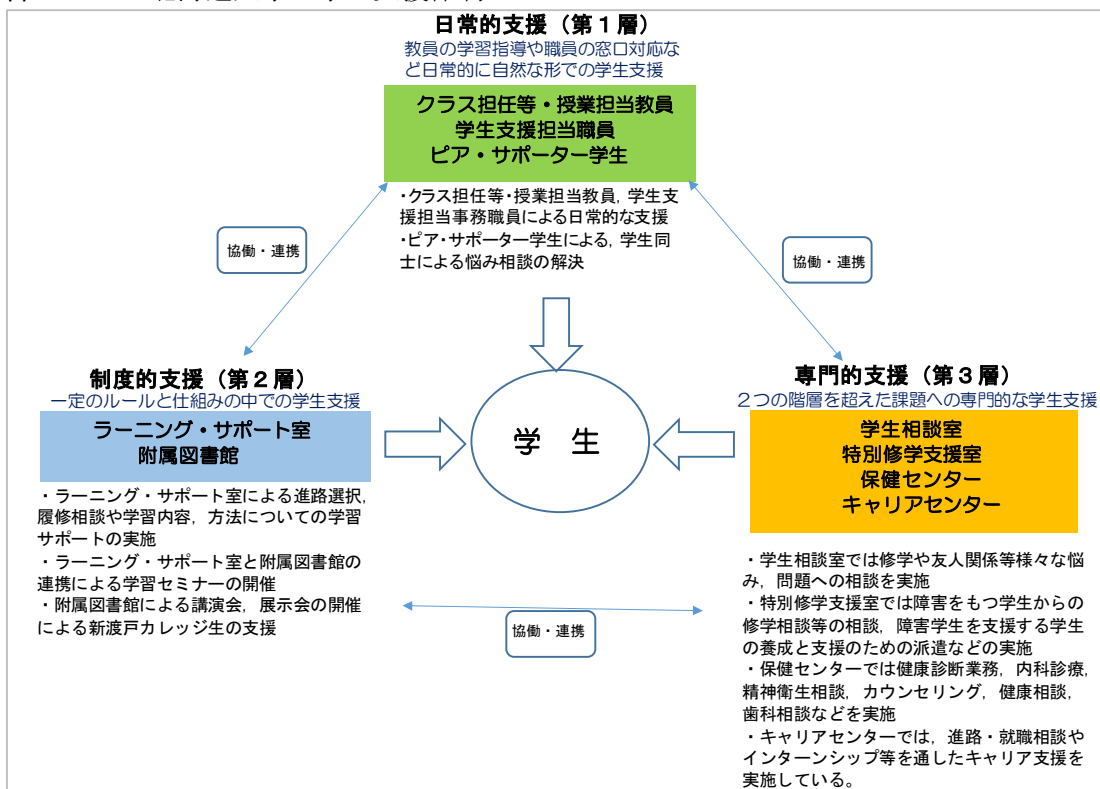 日常的支援（第１層）
教員の学習指導や職員の窓口対応な
ど日常的に自然な形での学生支援
クラス担任等・授業担当教員
学生支援担当職員
ピア・サポーター学生
・クラス担任等・授業担当教員，学生支
援担当事務職員による日常的な支援
・ピア・サポーター学生による，学生同
士による悩み相談の解決
協働・連携
協働・連携
制度的支援（第２層）
一定のルールと仕組みの中での学生支援
ラーニング・サポート室
附属図書館
・ラーニング・サポート室による進路選択，
履修相談や学習内容、方法についての学習
サポートの実施
・ラーニング・サポート室と附属図書館の
連携による学習セミナーの開催
・附属図書館による講演会，展示会の開催
による新渡戸カレッジ生の支援
学　生
専門的支援（第３層）
２つの階層を超えた課題への専門的な学生支援
学生相談室
特別修学支援室
保健センター
キャリアセンター
・学生相談室では修学や友人関係等様々な悩
み，問題への相談を実施
・特別修学支援室では障害をもつ学生からの
修学相談等の相談，障害学生を支援する学生
の養成と支援のための派遣などの実施
・保健センターでは健康診断業務，内科診療，
精神衛生相談，カウンセリング，健康相談，
歯科相談などを実施
・キャリアセンターでは，進路・就職相談や
インターンシップ等を通したキャリア支援を
実施している。
協働・連携